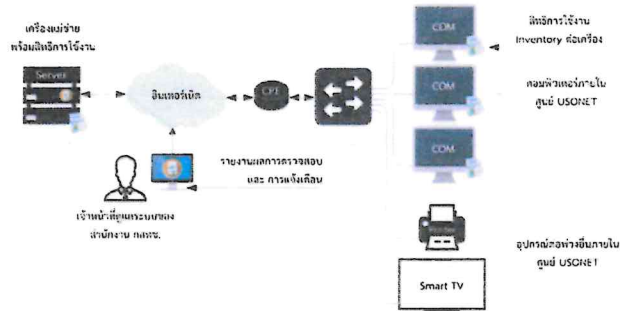 เครื่องแม่ข่าย
พร้อมสิทธิการใช้งาน
Server
อินเทอร์เน็ต
CPE
COM
สิทธิการใช้งาน
Inventory ต่อเครื่อง
COM
คอมพิวเตอร์ภายใน
ศูนย์ USONET
COM
รายงานผลการตรวจสอบ
และ การแจ้งเตือน
เจ้าหน้าที่ดูแลระบบของ
สำนักงาน กสทช.
อุปกรณ์ต่อพ่วงอื่นภายใน
ศูนย์ USONET
Smart TV